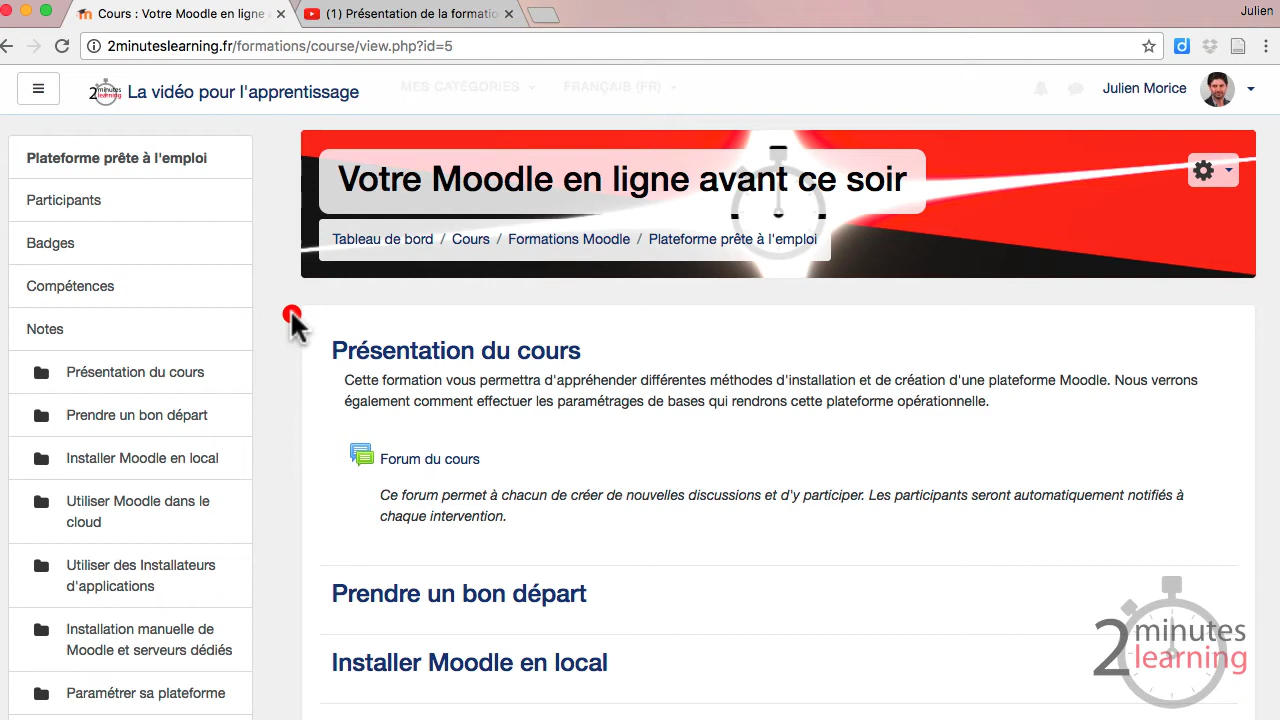 Cours : Votre Moodle en ligne
(1) Présentation de la formatio
Julien
2minuteslearning.fr/formations/course/view.php?id=5
2minutes
learning
La vidéo pour l'apprentissage
MES CATÉGORIES
FRANÇAIS (FR)
Julien Morice
Plateforme prête à l'emploi
Participants
Badges
Compétences
Notes
Présentation du cours
Prendre un bon départ
Installer Moodle en local
Utiliser Moodle dans le
cloud
Utiliser des Installateurs
d'applications
Installation manuelle de
Moodle et serveurs dédiés
Paramétrer sa plateforme
Votre Moodle en ligne avant ce soir
Tableau de bord / Cours / Formations Moodle / Plateforme prête à l'emploi
Présentation du cours
Cette formation vous permettra d'appréhender différentes méthodes d'installation et de création d'une plateforme Moodle. Nous verrons
également comment effectuer les paramétrages de bases qui rendrons cette plateforme opérationnelle.
Forum du cours
Ce forum permet à chacun de créer de nouvelles discussions et d'y participer. Les participants seront automatiquement notifiés à
chaque intervention.
Prendre un bon départ
Installer Moodle en local
2minutes
learning